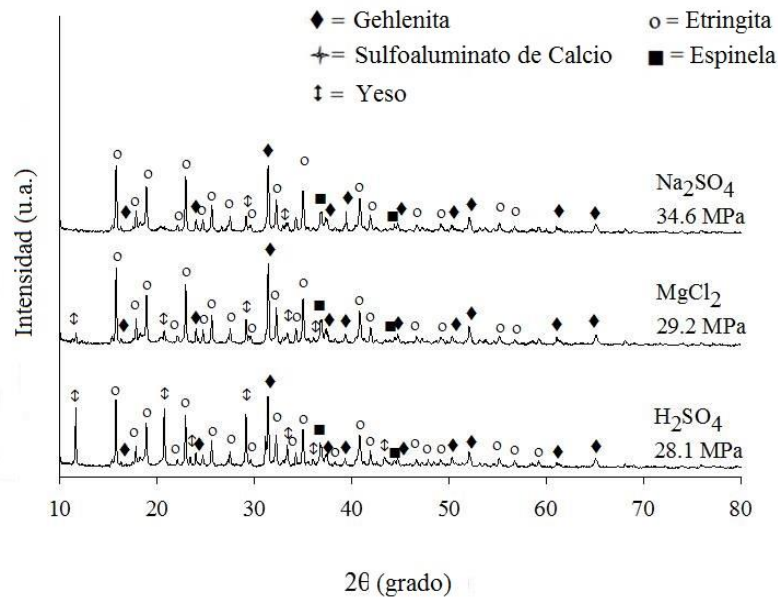 ♦ = Gehlenita
○ = Etringita
= Sulfoaluminato de Calcio
■ = Espinela
↕ = Yeso
Intensidad (u.a.)
Na₂SO₄
34.6 MPa
MgCl₂
29.2 MPa
H₂SO₄
28.1 MPa
10 20 30 40 50 60 70 80
2θ (grado)